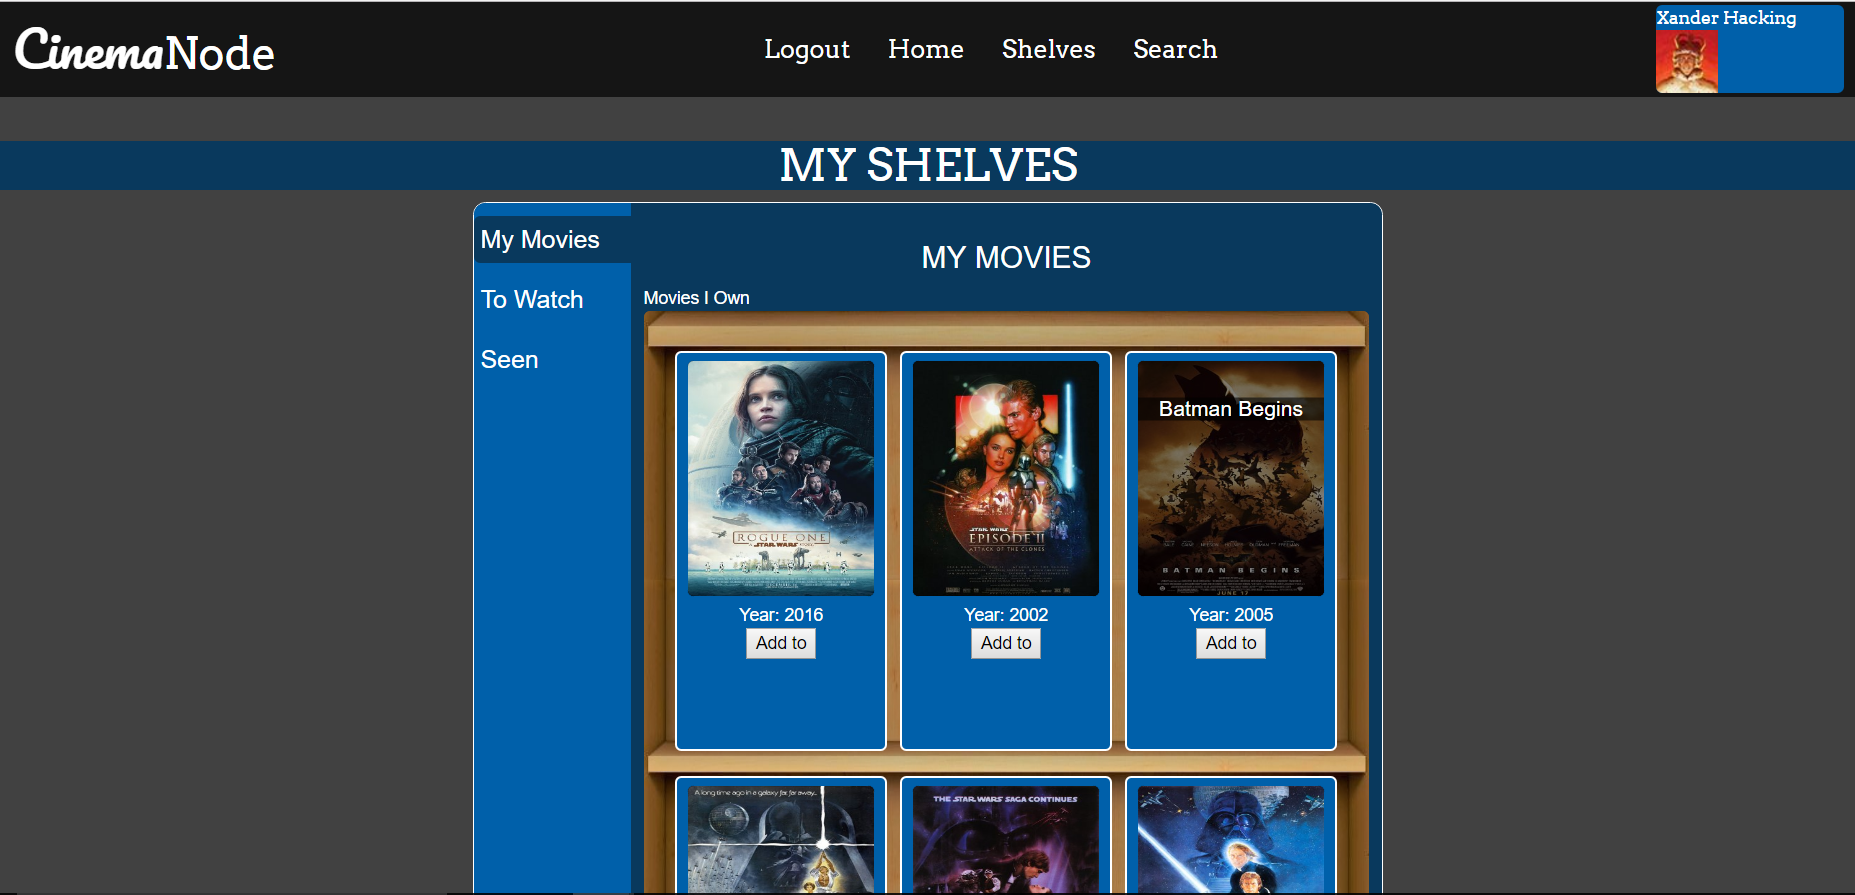 CinemaNode
Logout Home Shelves Search
Xander Hacking
MY SHELVES
My Movies
To Watch
Seen
MY MOVIES
Movies I Own
ROGUE ONE
A STAR WARS STORY
Year: 2016
Add to
STAR WARS
EPISODE II
ATTACK OF THE CLONES
Year: 2002
Add to
Batman Begins
BATMAN BEGINS
JUNE 17
Year: 2005
Add to
A long time ago in a galaxy far, far away...
THE STAR WARS SAGA CONTINUES